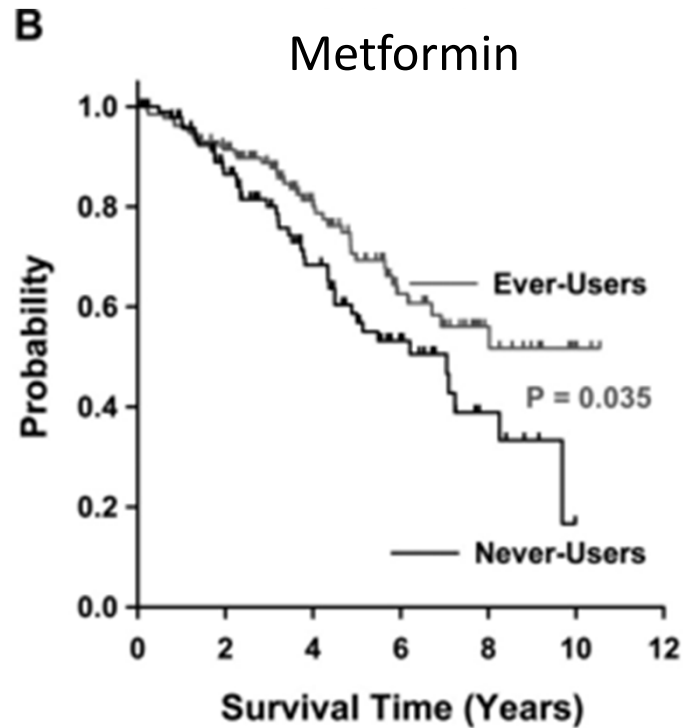 B
Metformin
1.0
0.8
0.6
0.4
0.2
0.0
Probability
Ever-Users
P = 0.035
Never-Users
0 2 4 6 8 10 12
Survival Time (Years)